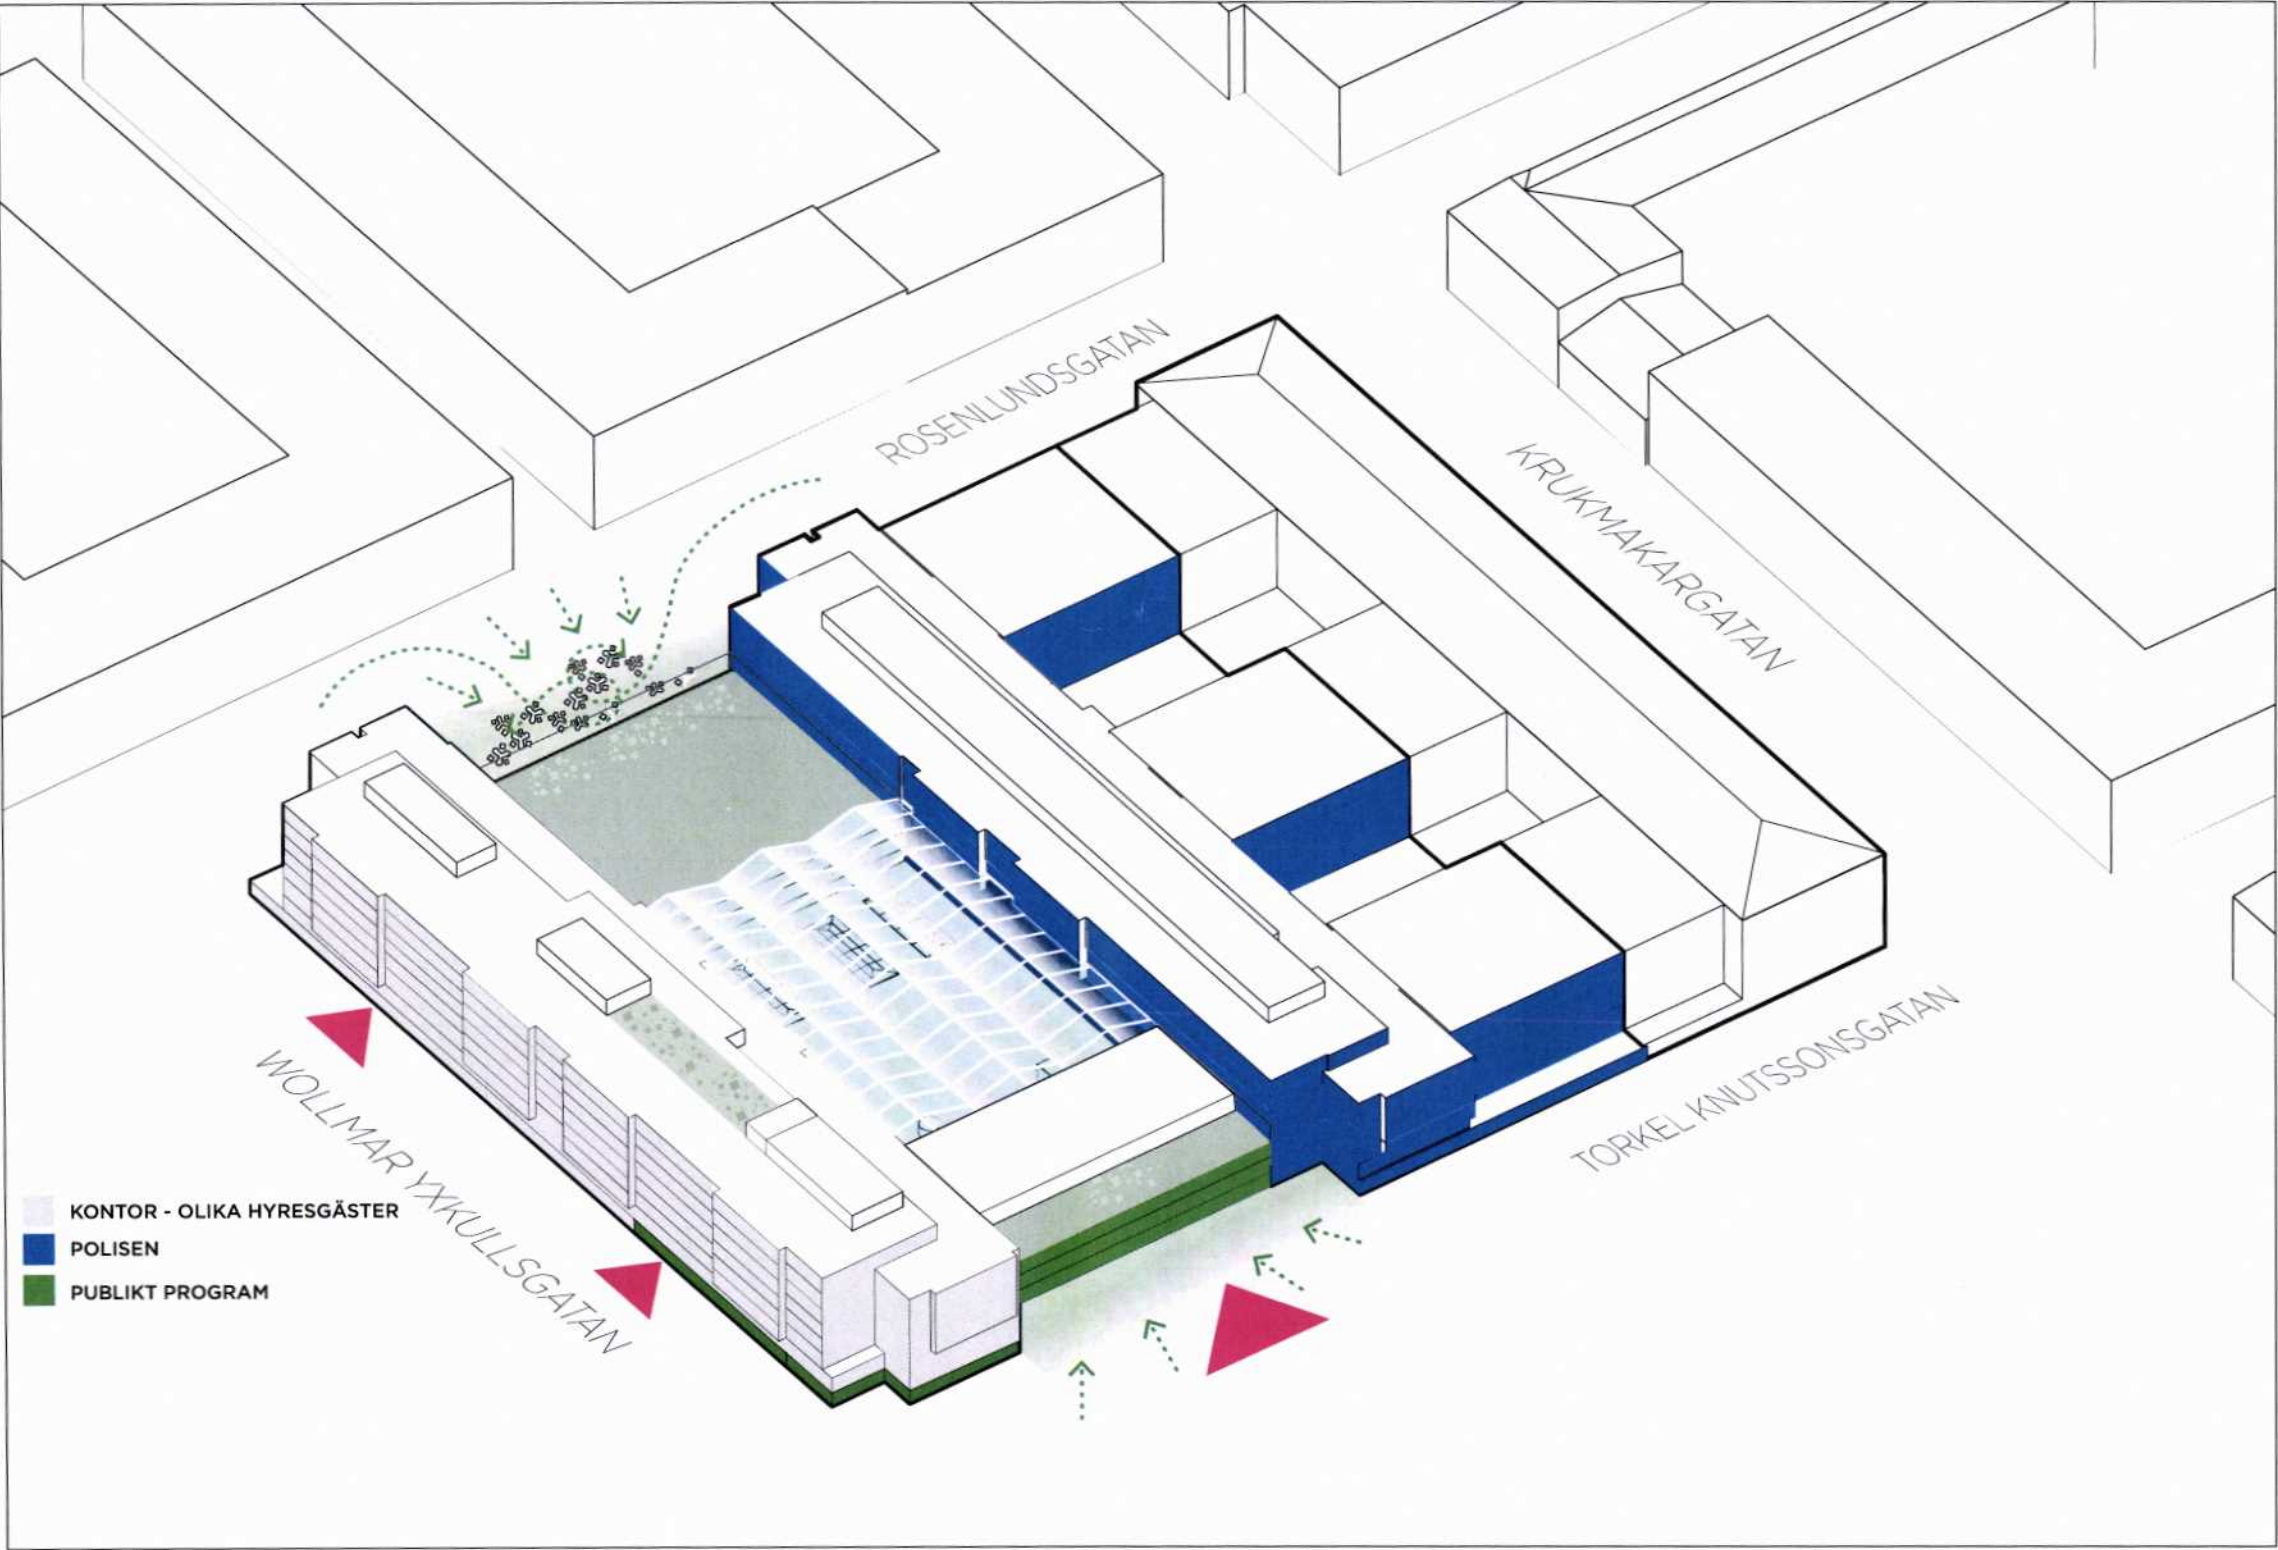 ROSENLUNDSGATAN
KRUKMAKARGATAN
TORKEL KNUTSSONSGATAN
WOLLMAR YXKULLSGATAN
KONTOR - OLIKA HYRESGÄSTER
POLISEN
PUBLIKT PROGRAM